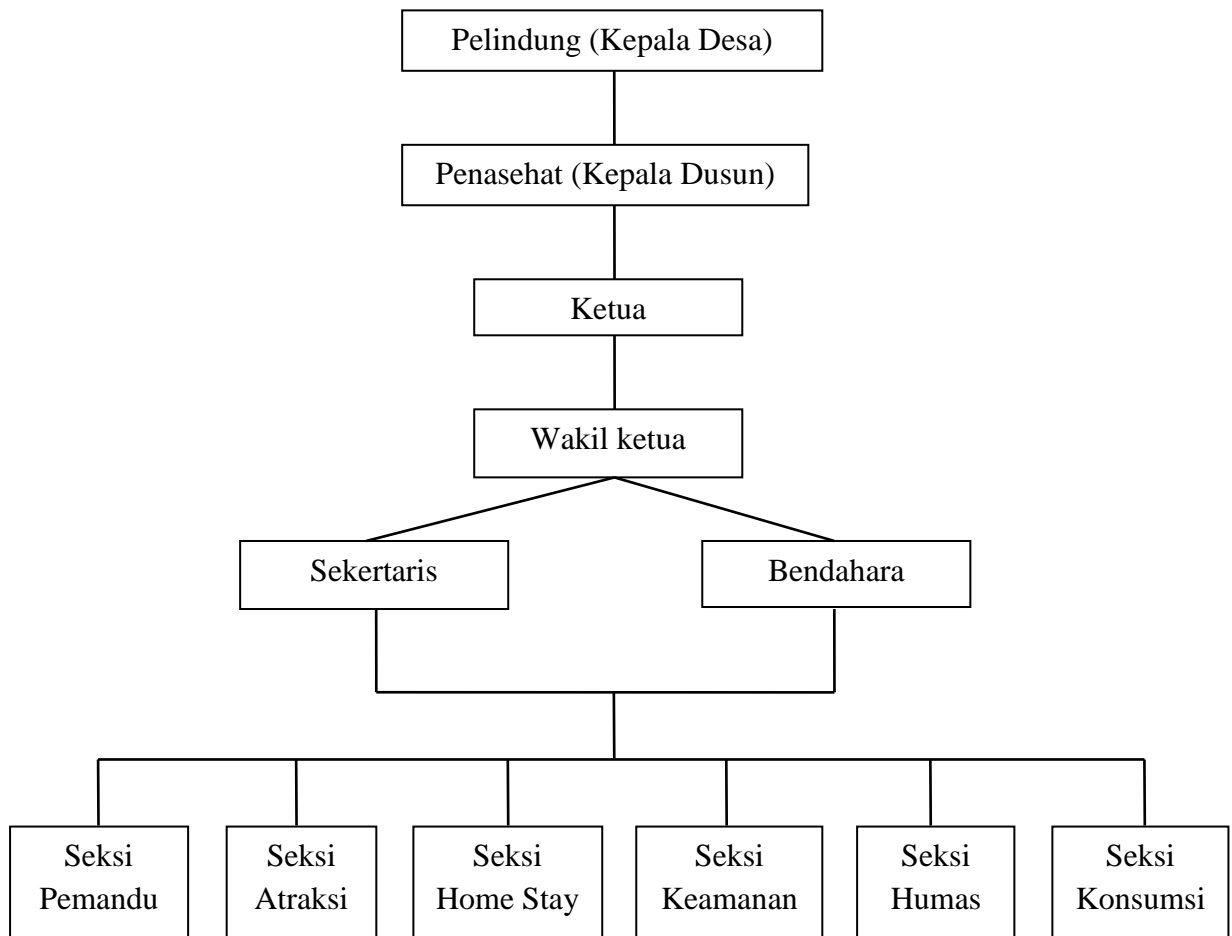 Pelindung (Kepala Desa)
Penasehat (Kepala Dusun)
Ketua
Wakil ketua
Sekertaris
Bendahara
Seksi
Pemandu
Seksi
Atraksi
Seksi
Home Stay
Seksi
Keamanan
Seksi
Humas
Seksi
Konsumsi